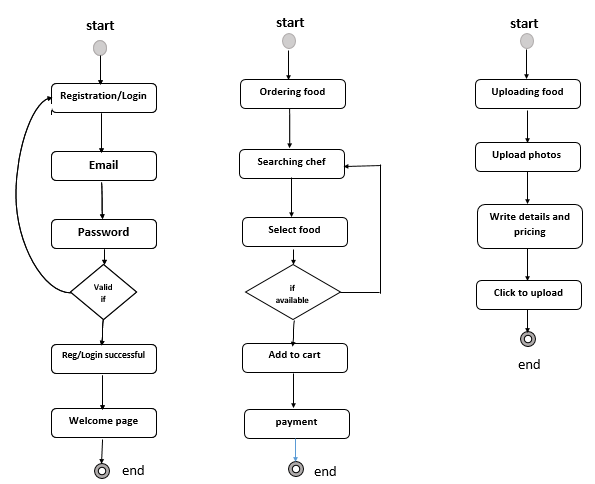 start
Registration/Login
Email
Password
Valid
if
Reg/Login successful
Welcome page
end
start
Ordering food
Searching chef
Select food
if
available
Add to cart
payment
end
start
Uploading food
Upload photos
Write details and
pricing
Click to upload
end